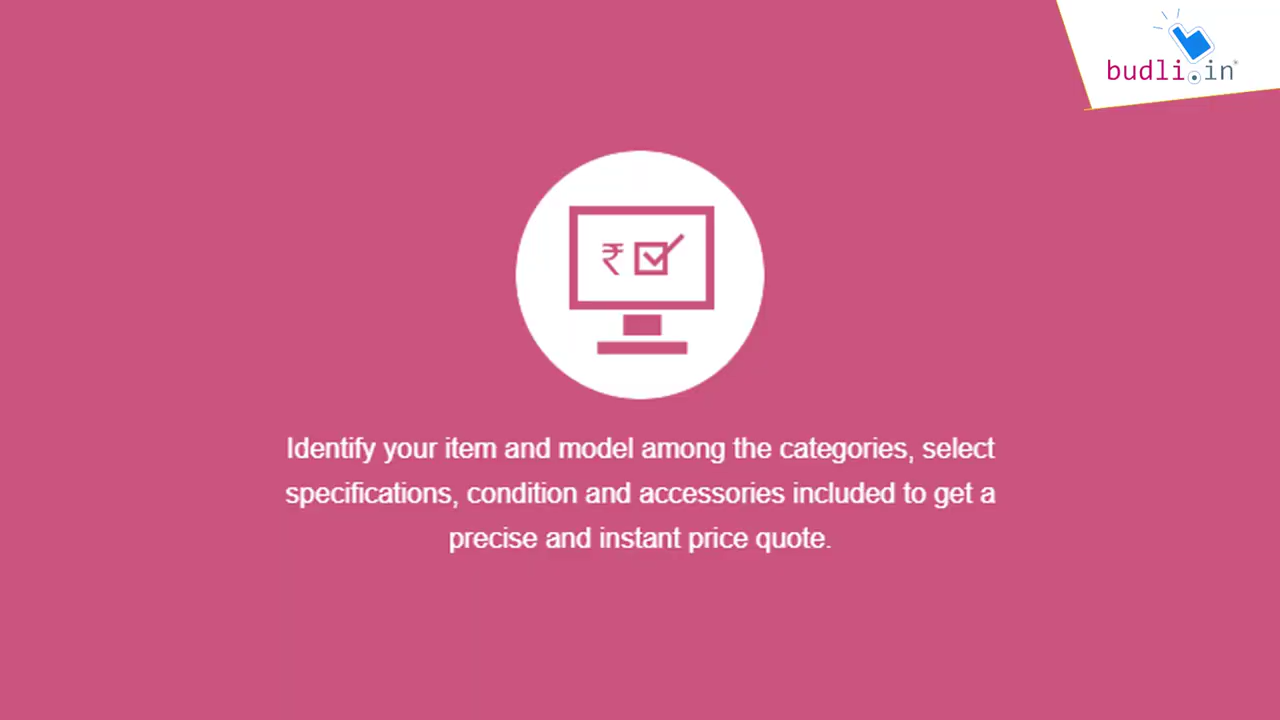 budli.in
₹
Identify your item and model among the categories, select
specifications, condition and accessories included to get a
precise and instant price quote.